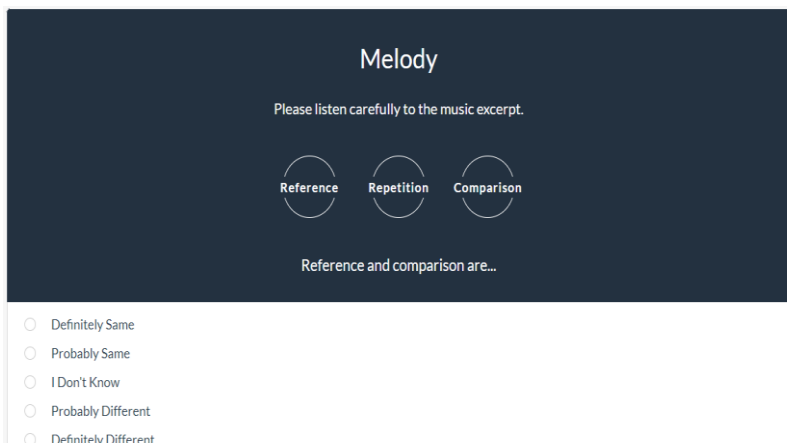 Melody
Please listen carefully to the music excerpt.
Reference Repetition Comparison
Reference and comparison are...
Definitely Same
Probably Same
I Don't Know
Probably Different
Definitely Different